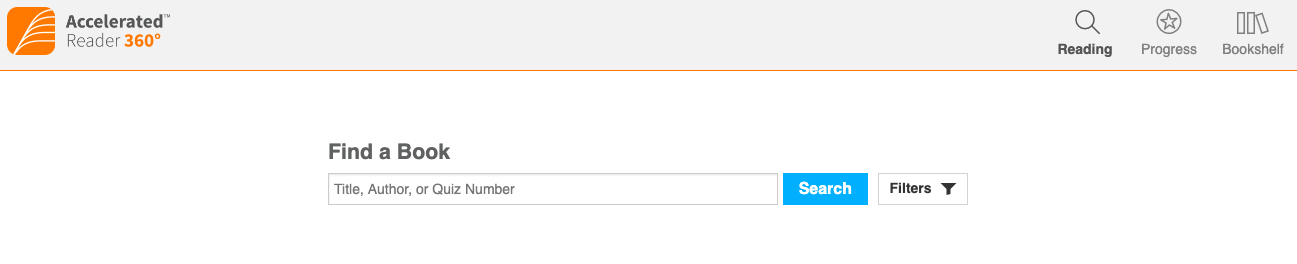 Accelerated™
Reader 360°
Reading
Progress
Bookshelf
Find a Book
Title, Author, or Quiz Number
Search
Filters